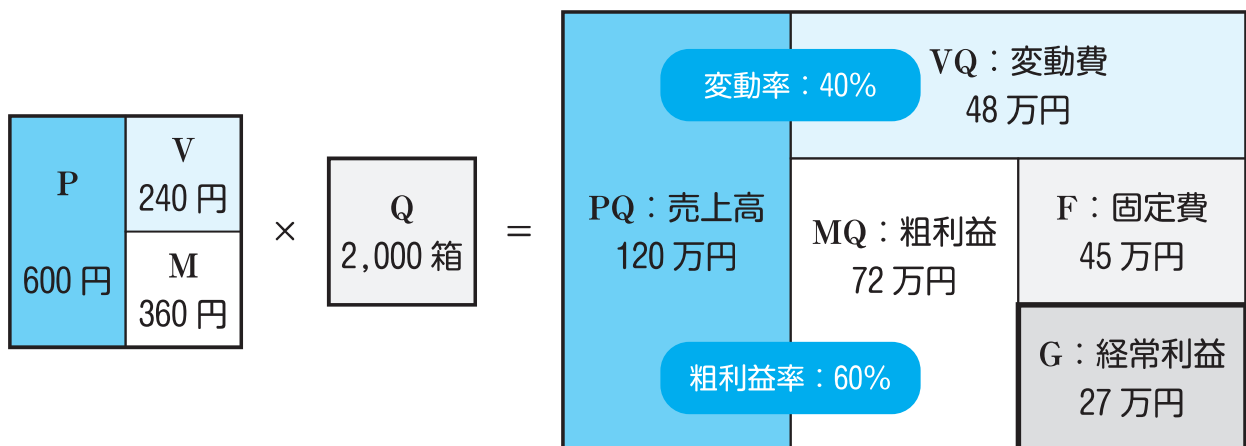 P
600 円
V
240 円
M
360 円
×
Q
2,000 箱
＝
PQ：売上高
120 万円
変動率：40%
VQ：変動費
48 万円
MQ：粗利益
72 万円
粗利益率：60%
F：固定費
45 万円
G：経常利益
27 万円